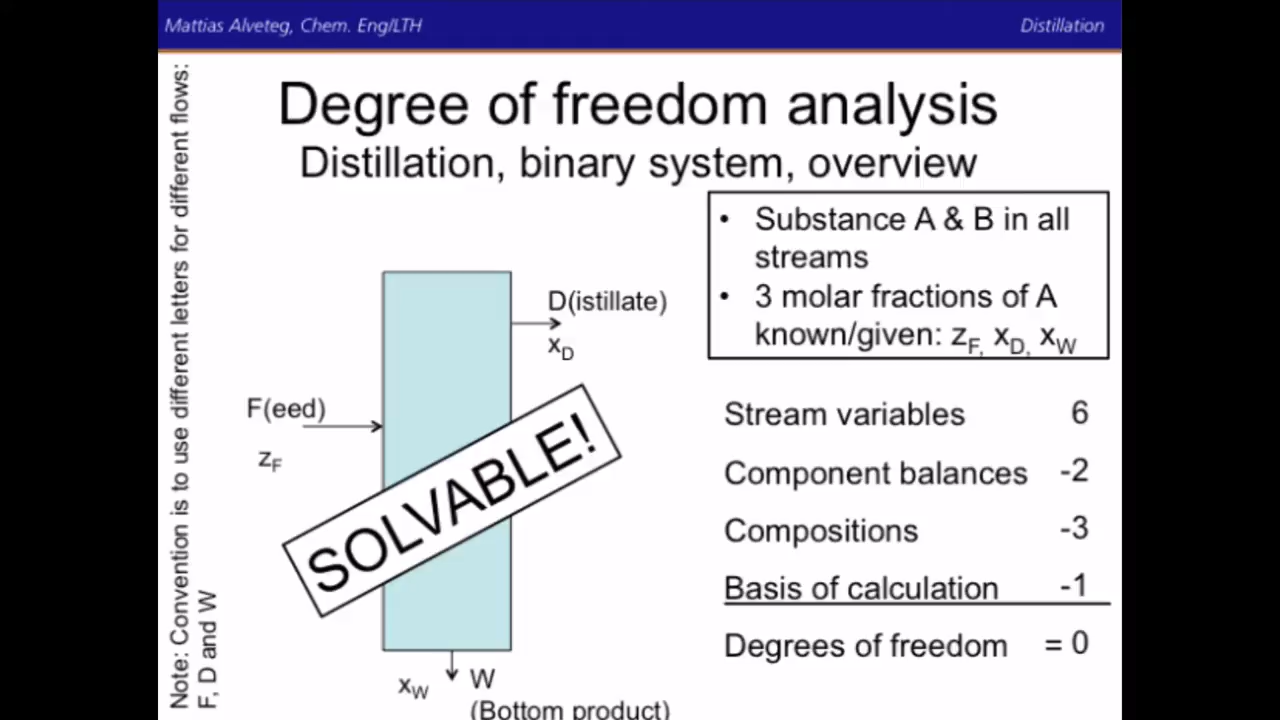 Mattias Alveteg, Chem. Eng/LTH
Distillation
Note: Convention is to use different letters for different flows:
F, D and W
Degree of freedom analysis
Distillation, binary system, overview
• Substance A & B in all
streams
• 3 molar fractions of A
known/given: zF, xD, xW
D(istillate)
xD
F(eed)
zF
SOLVABLE!
xW
W
(Bottom product)
Stream variables 6
Component balances -2
Compositions -3
Basis of calculation -1
Degrees of freedom = 0